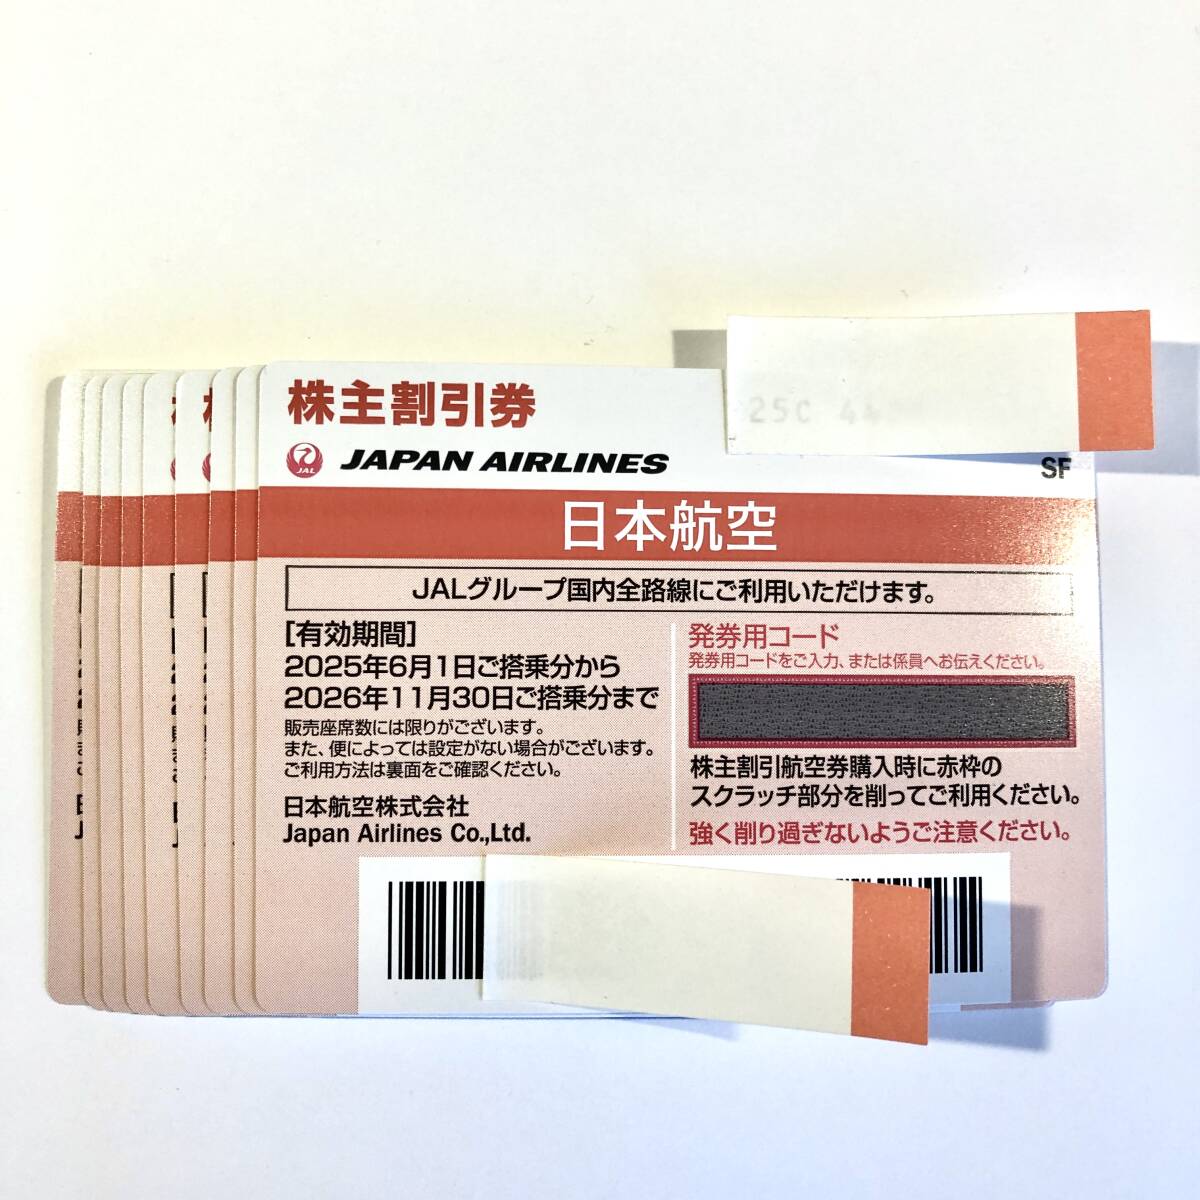 株主割引券
JAL JAPAN AIRLINES
25C 44
SF
日本航空
JALグループ国内全路線にご利用いただけます。
[有効期間]
2025年6月1日ご搭乗分から
2026年11月30日ご搭乗分まで
販売座席数には限りがございます。
また、便によっては設定がない場合がございます。
ご利用方法は裏面をご確認ください。
日本航空株式会社
Japan Airlines Co.,Ltd.
発券用コード
発券用コードをご入力、または係員へお伝えください。
株主割引航空券購入時に赤枠の
スクラッチ部分を削ってご利用ください。
強く削り過ぎないようご注意ください。